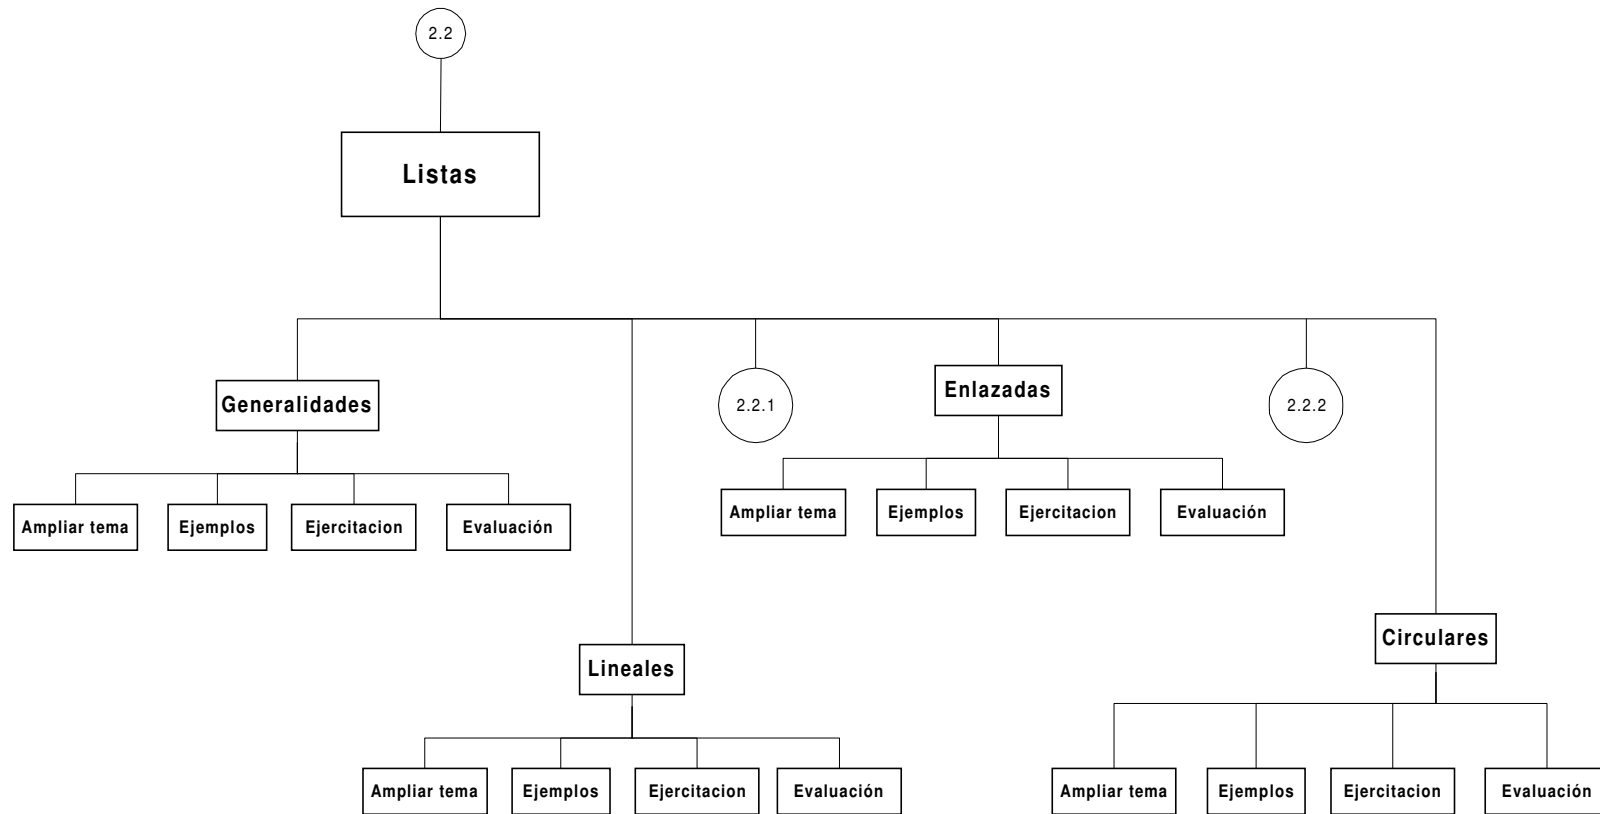 2.2
Listas
Generalidades
2.2.1
Enlazadas
2.2.2
Ampliar tema
Ejemplos
Ejercitacion
Evaluación
Ampliar tema
Ejemplos
Ejercitacion
Evaluación
Lineales
Circulares
Ampliar tema
Ejemplos
Ejercitacion
Evaluación
Ampliar tema
Ejemplos
Ejercitacion
Evaluación